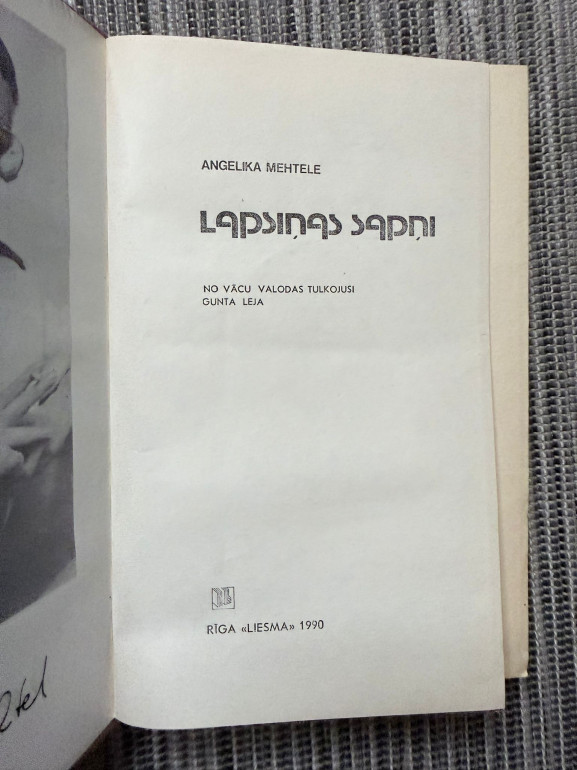 ANGELIKA MEHTELE
Lapsiņas sapņi
NO VĀCU VALODAS TULKOJUSI
GUNTA LEJA
RĪGA «LIESMA» 1990